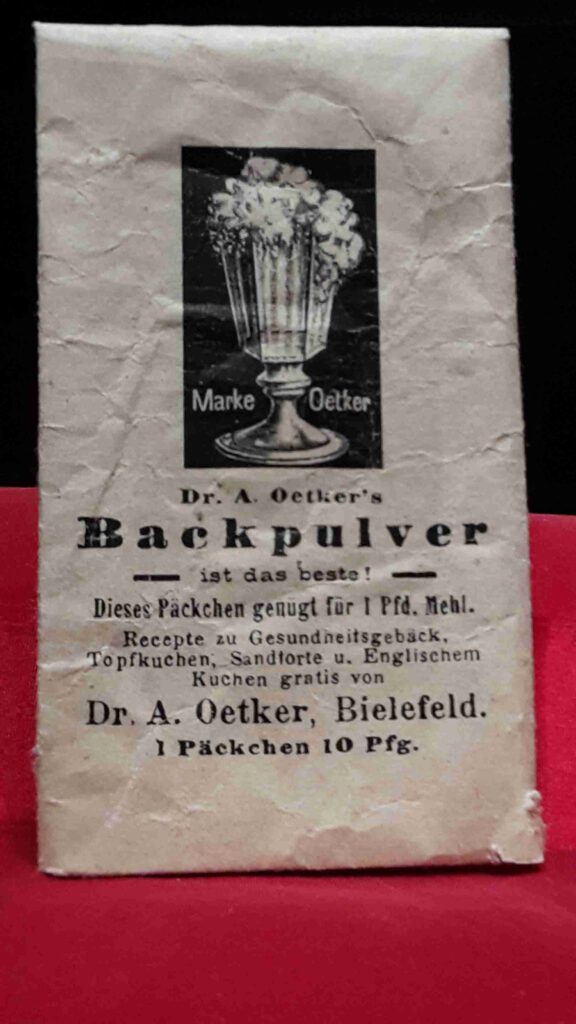 Marke Oetker
Dr. A. Oetker's
Backpulver
ist das beste!
Dieses Päckchen genügt für 1 Pfd. Mehl.
Recepte zu Gesundheitsgebäck,
Topfkuchen, Sandtorte u. Englischem
Kuchen gratis von
Dr. A. Oetker, Bielefeld.
1 Päckchen 10 Pfg.